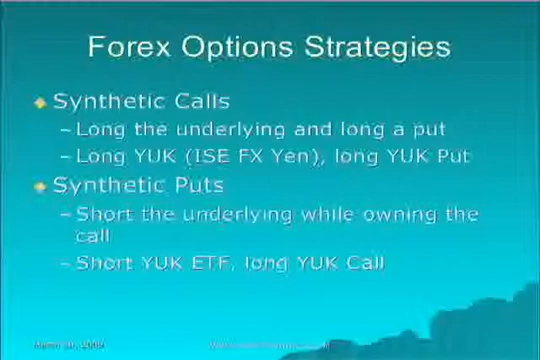 Forex Options Strategies
Synthetic Calls
– Long the underlying and long a put
– Long YUK (ISE FX Yen), long YUK Put
Synthetic Puts
– Short the underlying while owning the
call
– Short YUK ETF, long YUK Call